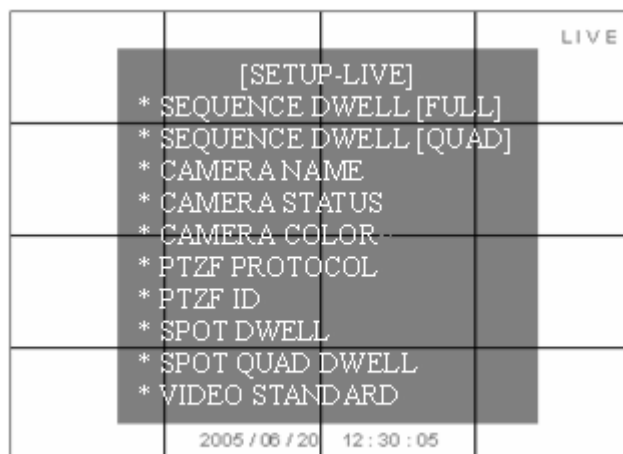 LIVE
[SETUP-LIVE]
* SEQUENCE DWELL [FULL]
* SEQUENCE DWELL [QUAD]
* CAMERA NAME
* CAMERA STATUS
* CAMERA COLOR
* PTZF PROTOCOL
* PTZF ID
* SPOT DWELL
* SPOT QUAD DWELL
* VIDEO STANDARD
2005 / 06 / 20 12 : 30 : 05